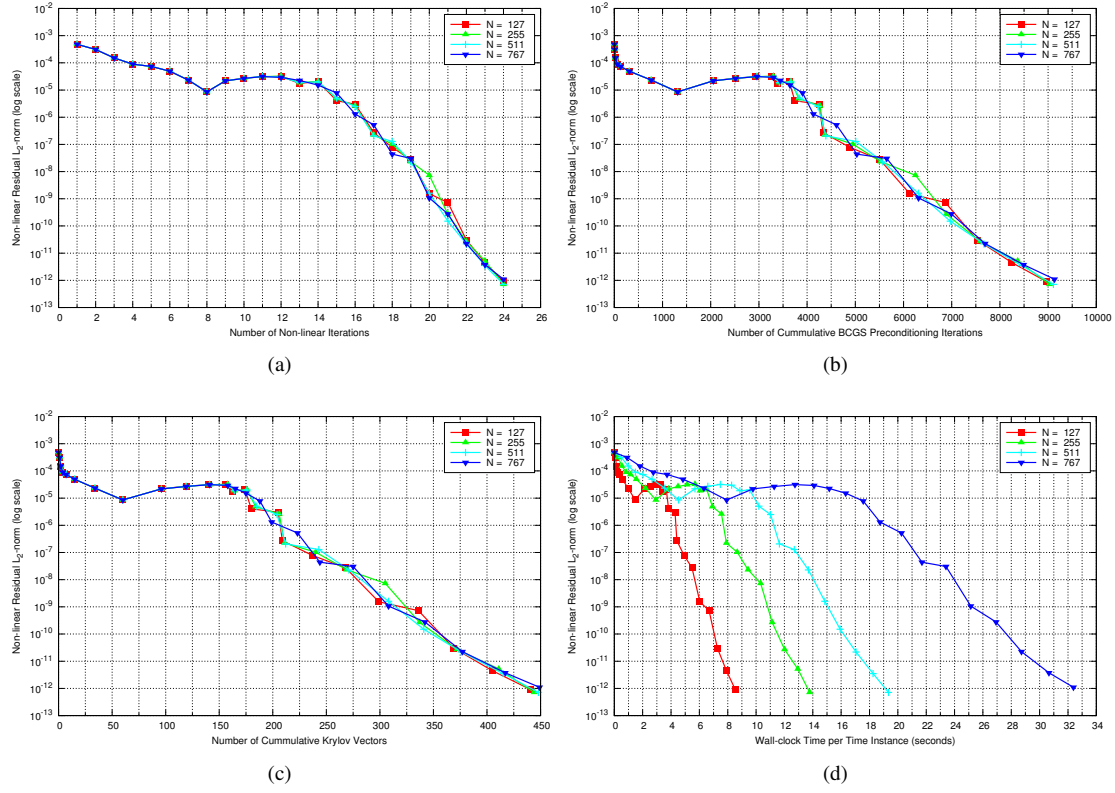 10^-2
10^-3
10^-4
10^-5
10^-6
10^-7
10^-8
10^-9
10^-10
10^-11
10^-12
10^-13
0 2 4 6 8 10 12 14 16 18 20 22 24 26
Non-linear Residual L_2-norm (log scale)
Number of Non-linear Iterations
N = 127
N = 255
N = 511
N = 767
(a)
10^-2
10^-3
10^-4
10^-5
10^-6
10^-7
10^-8
10^-9
10^-10
10^-11
10^-12
10^-13
0 1000 2000 3000 4000 5000 6000 7000 8000 9000 10000
Non-linear Residual L_2-norm (log scale)
Number of Cummulative BCGS Preconditioning Iterations
N = 127
N = 255
N = 511
N = 767
(b)
10^-2
10^-3
10^-4
10^-5
10^-6
10^-7
10^-8
10^-9
10^-10
10^-11
10^-12
10^-13
0 50 100 150 200 250 300 350 400 450
Non-linear Residual L_2-norm (log scale)
Number of Cummulative Krylov Vectors
N = 127
N = 255
N = 511
N = 767
(c)
10^-2
10^-3
10^-4
10^-5
10^-6
10^-7
10^-8
10^-9
10^-10
10^-11
10^-12
10^-13
0 2 4 6 8 10 12 14 16 18 20 22 24 26 28 30 32 34
Non-linear Residual L_2-norm (log scale)
Wall-clock Time per Time Instance (seconds)
N = 127
N = 255
N = 511
N = 767
(d)